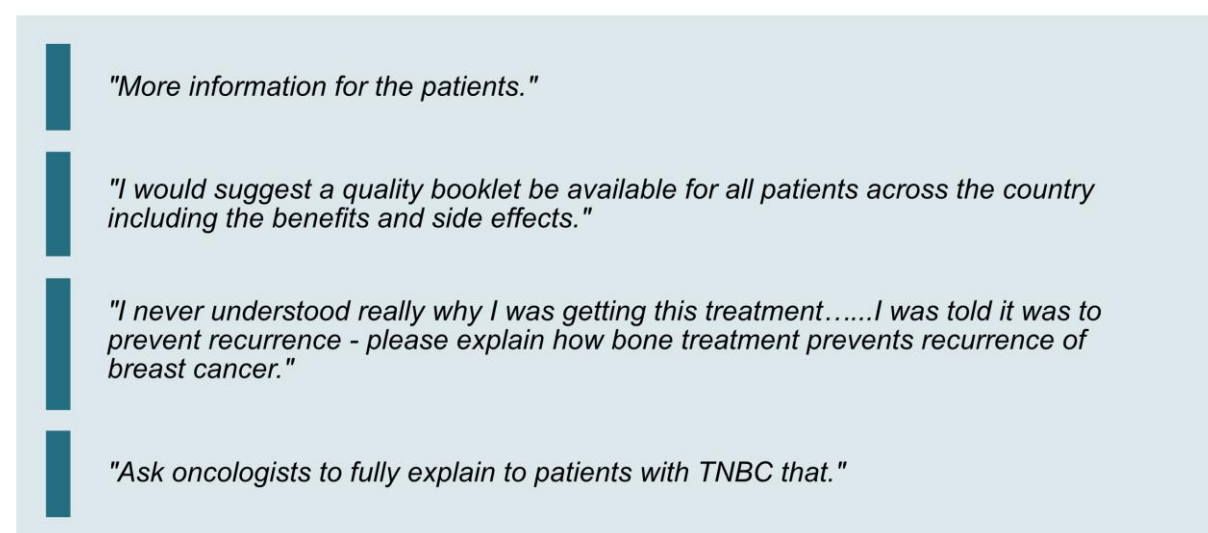 "More information for the patients."
"I would suggest a quality booklet be available for all patients across the country
including the benefits and side effects."
"I never understood really why I was getting this treatment…...I was told it was to
prevent recurrence - please explain how bone treatment prevents recurrence of
breast cancer."
"Ask oncologists to fully explain to patients with TNBC that."